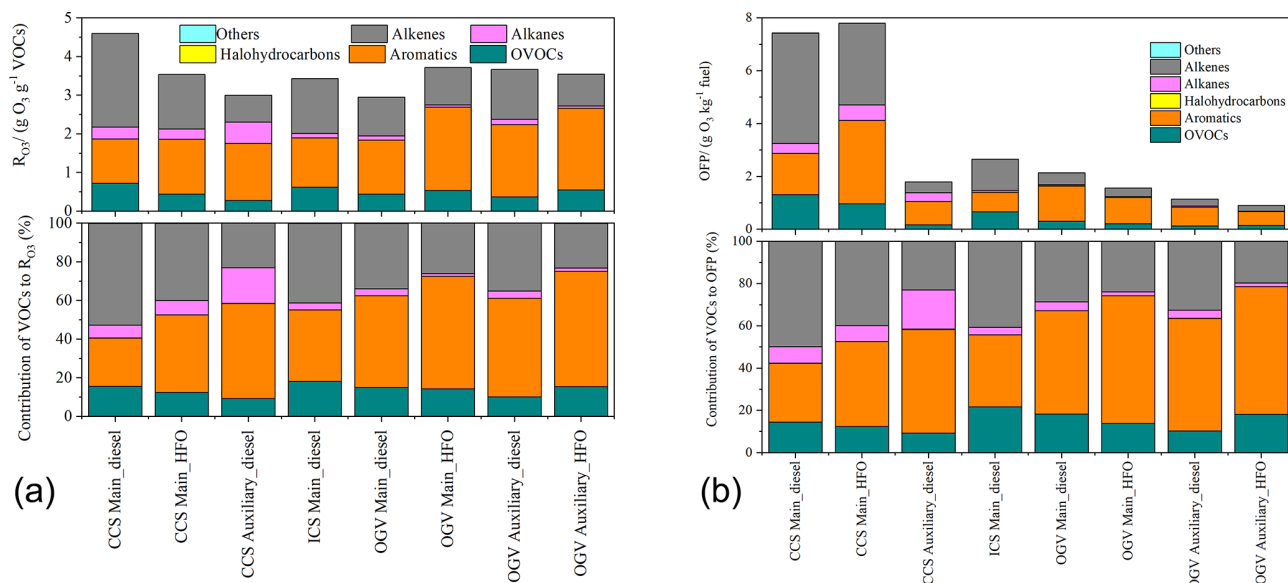 R_O3/ (g O₃ g⁻¹ VOCs)
5
4
3
2
1
0
Others
Alkenes
Alkanes
Halohydrocarbons
Aromatics
OVOCs
Contribution of VOCs to R_O3 (%)
100
80
60
40
20
0
CCS Main_diesel
CCS Main_HFO
CCS Auxiliary_diesel
ICS Main_diesel
OGV Main_diesel
OGV Main_HFO
OGV Auxiliary_diesel
OGV Auxiliary_HFO
(a)
OFP/ (g O₃ kg⁻¹ fuel)
8
6
4
2
0
Others
Alkenes
Alkanes
Halohydrocarbons
Aromatics
OVOCs
Contribution of VOCs to OFP (%)
100
80
60
40
20
0
CCS Main_diesel
CCS Main_HFO
CCS Auxiliary_diesel
ICS Main_diesel
OGV Main_diesel
OGV Main_HFO
OGV Auxiliary_diesel
OGV Auxiliary_HFO
(b)